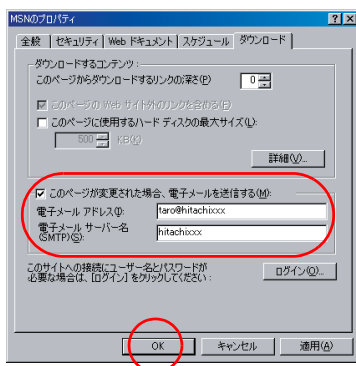 MSNのプロパティ
全般 セキュリティ Web ドキュメント スケジュール ダウンロード
ダウンロードするコンテンツ:
このページからダウンロードするリンクの深さ(P) 0
このページの Web サイト外のリンクを含める(F)
このページに使用するハード ディスクの最大サイズ(L):
500 KB(K)
詳細(V)...
このページが変更された場合、電子メールを送信する(M):
電子メール アドレス(I): taro@hitachixxx
電子メール サーバー名 hitachixxx
(SMTP)(S):
このサイトへの接続にユーザー名とパスワードが
必要な場合は、[ログイン] をクリックしてください: ログイン(O)...
OK キャンセル 適用(A)